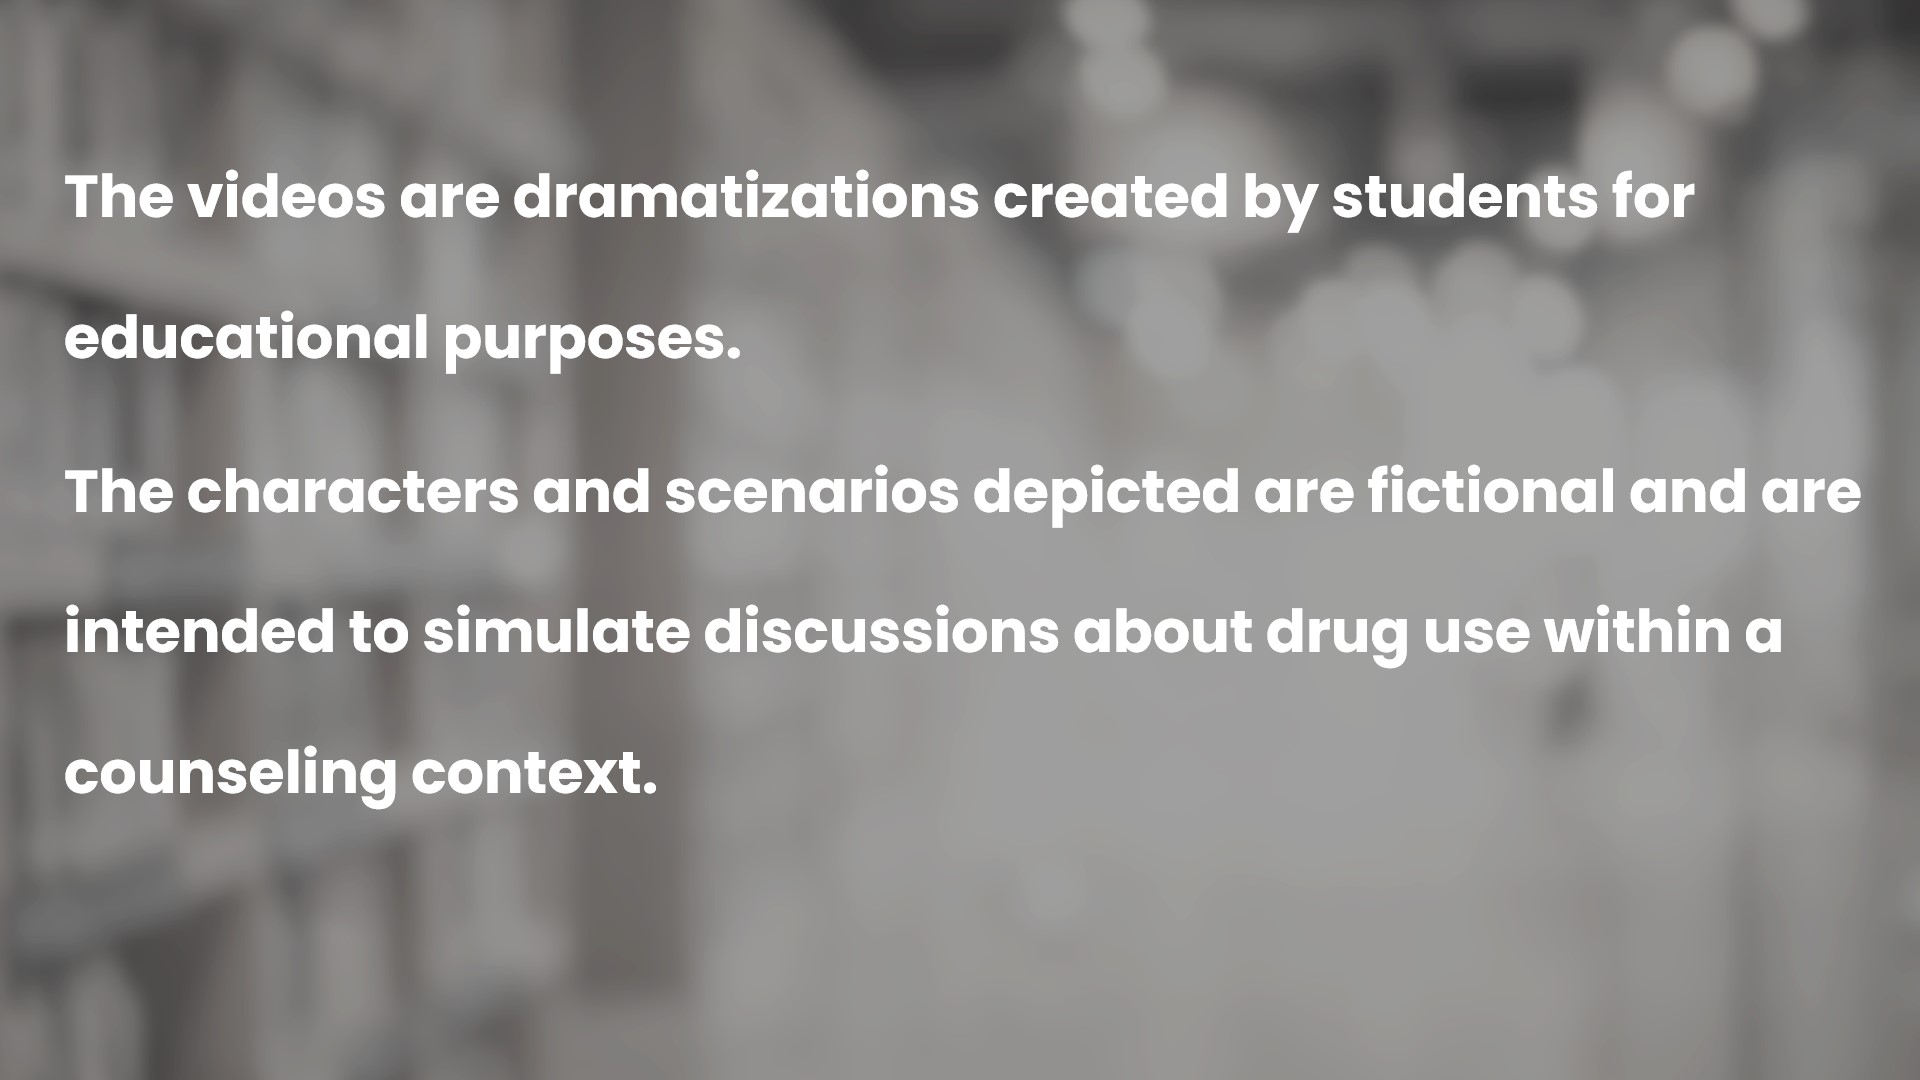 The videos are dramatizations created by students for
educational purposes.
The characters and scenarios depicted are fictional and are
intended to simulate discussions about drug use within a
counseling context.